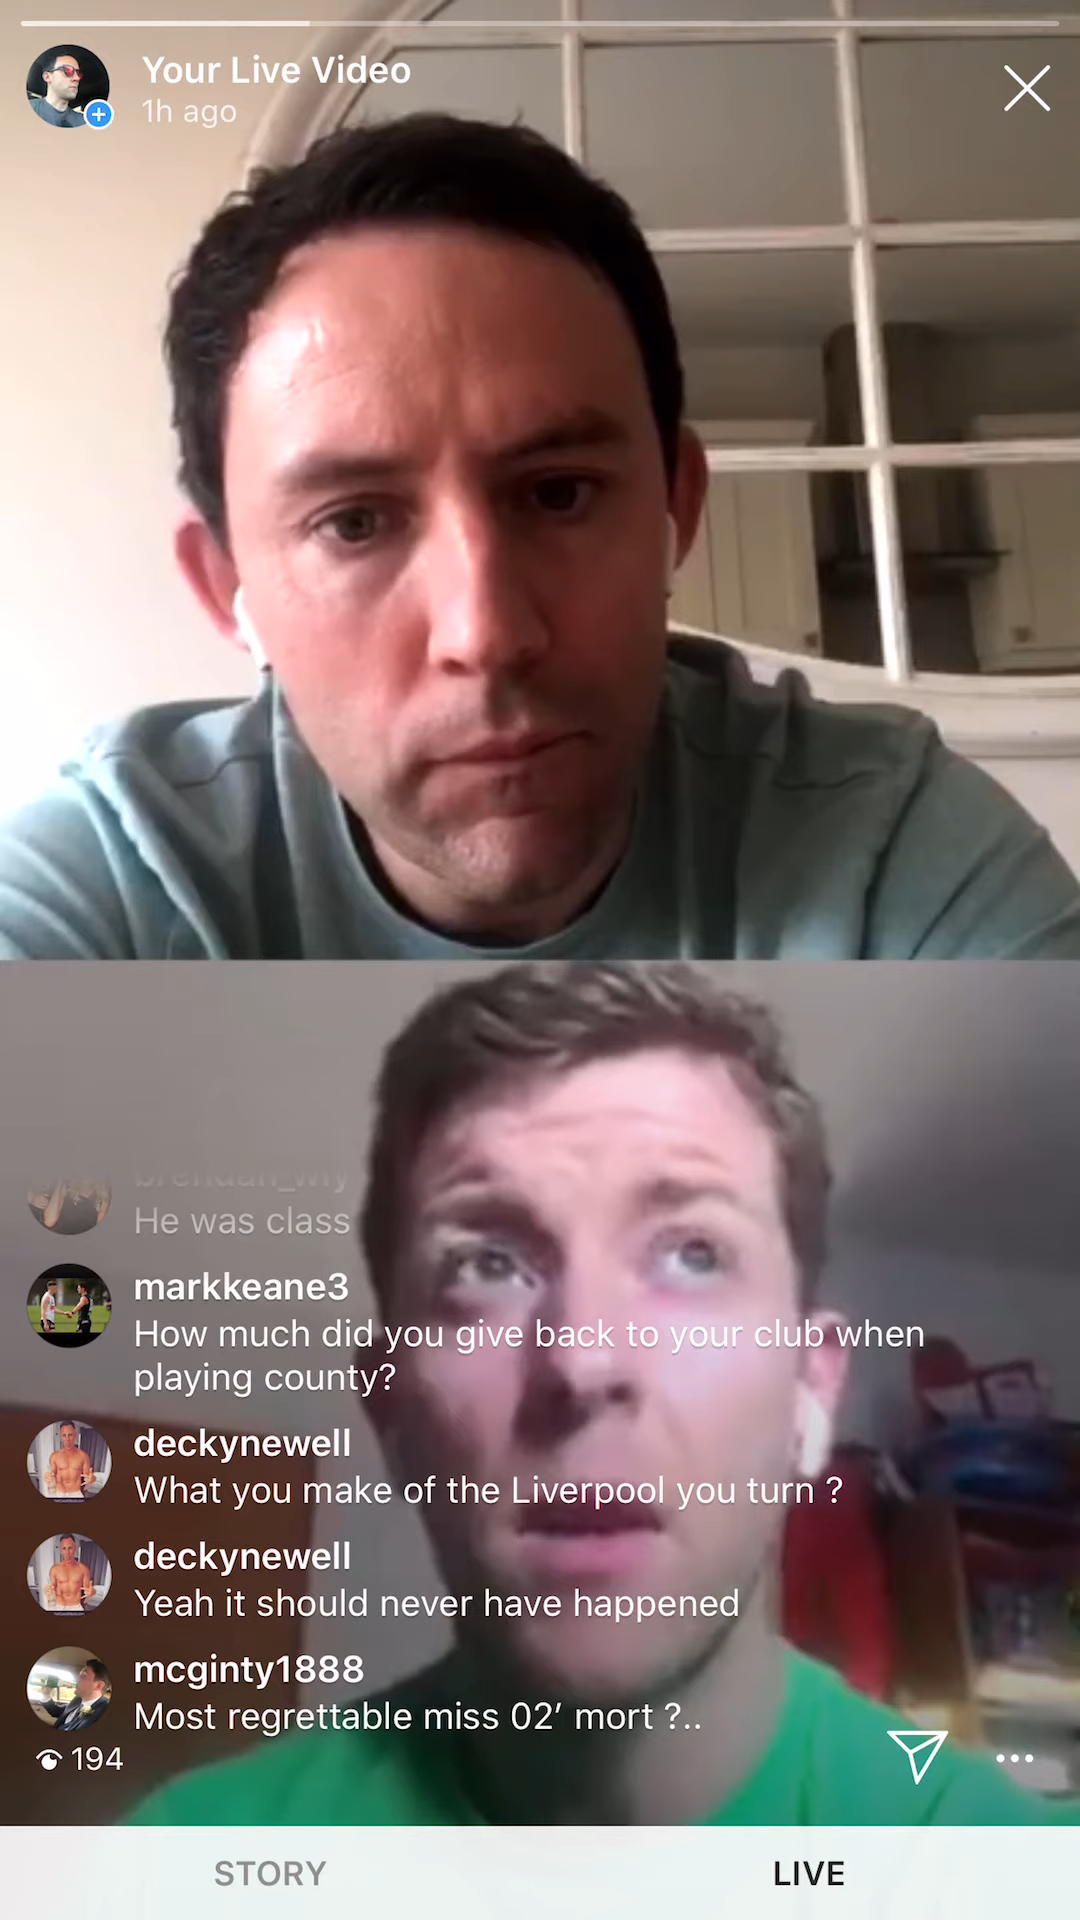 Your Live Video
1h ago
He was class
markkeane3
How much did you give back to your club when
playing county?
deckynewell
What you make of the Liverpool you turn ?
deckynewell
Yeah it should never have happened
mcginty1888
Most regrettable miss 02’ mort ?..
194
STORY
LIVE